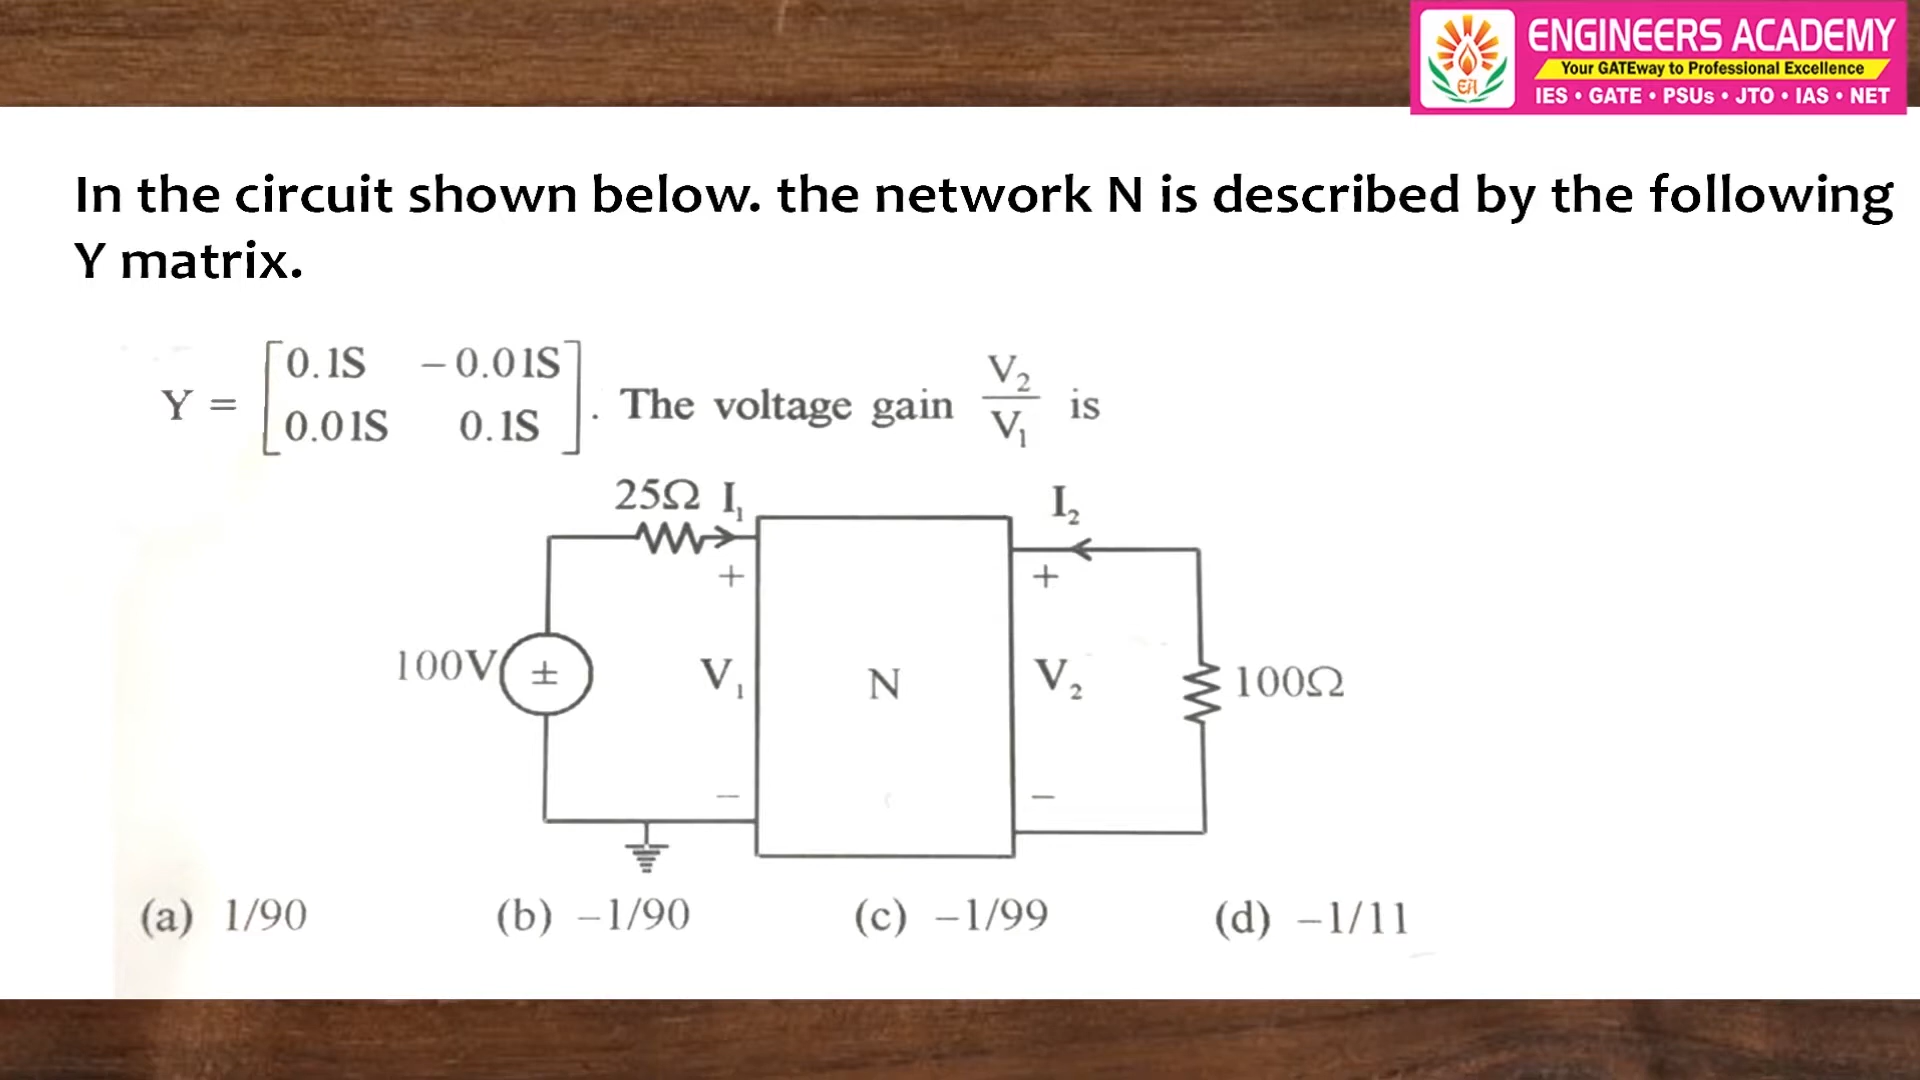 ENGINEERS ACADEMY
Your GATEway to Professional Excellence
IES • GATE • PSUs • JTO • IAS • NET
In the circuit shown below. the network N is described by the following
Y matrix.
Y = [0.1S −0.01S
0.01S 0.1S]. The voltage gain V₂/V₁ is
25Ω I₁
I₂
+ +
100V ± V₁ N V₂ 100Ω
− −
(a) 1/90 (b) −1/90 (c) −1/99 (d) −1/11